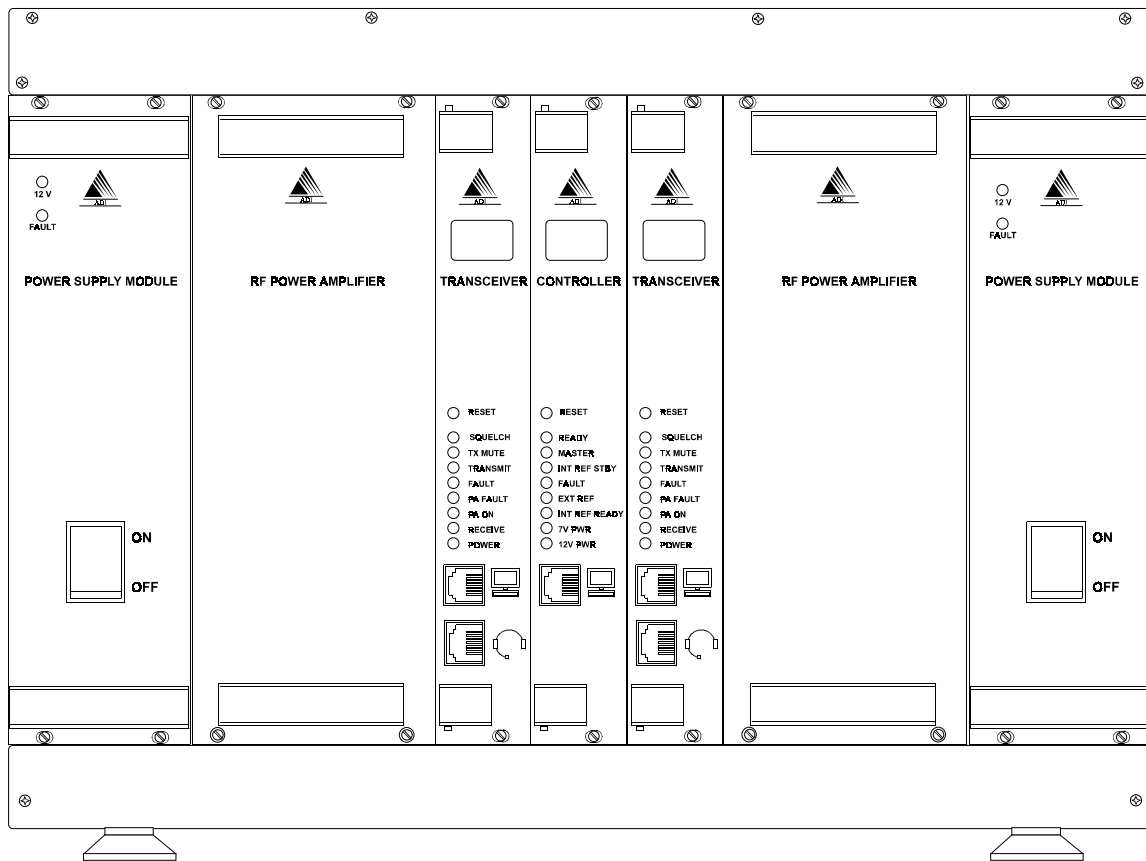 12 V
FAULT
ADI
POWER SUPPLY MODULE
ON
OFF
ADI
RF POWER AMPLIFIER
ADI
TRANSCEIVER
RESET
SQUELCH
TX MUTE
TRANSMIT
FAULT
PA FAULT
PA ON
RECEIVE
POWER
ADI
CONTROLLER
RESET
READY
MASTER
INT REF STBY
FAULT
EXT REF
INT REF READY
7V PWR
12V PWR
ADI
TRANSCEIVER
RESET
SQUELCH
TX MUTE
TRANSMIT
FAULT
PA FAULT
PA ON
RECEIVE
POWER
ADI
RF POWER AMPLIFIER
12 V
FAULT
ADI
POWER SUPPLY MODULE
ON
OFF